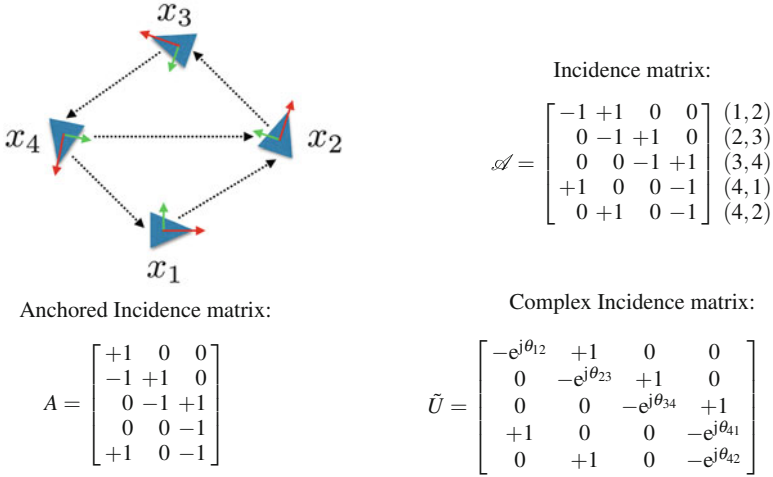 x₃
x₄
x₂
x₁
Incidence matrix:
𝒜 =
−1 +1 0 0 (1,2)
0 −1 +1 0 (2,3)
0 0 −1 +1 (3,4)
+1 0 0 −1 (4,1)
0 +1 0 −1 (4,2)
Anchored Incidence matrix:
A =
+1 0 0
−1 +1 0
0 −1 +1
0 0 −1
+1 0 −1
Complex Incidence matrix:
Ũ =
−e^{jθ₁₂} +1 0 0
0 −e^{jθ₂₃} +1 0
0 0 −e^{jθ₃₄} +1
+1 0 0 −e^{jθ₄₁}
0 +1 0 −e^{jθ₄₂}